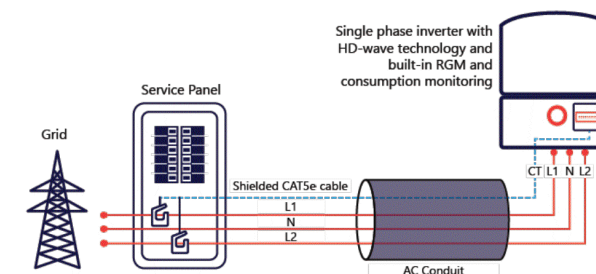 Single phase inverter with
HD-wave technology and
built-in RGM and
consumption monitoring
Service Panel
Grid
CT L1 N L2
Shielded CAT5e cable
L1
N
L2
AC Conduit